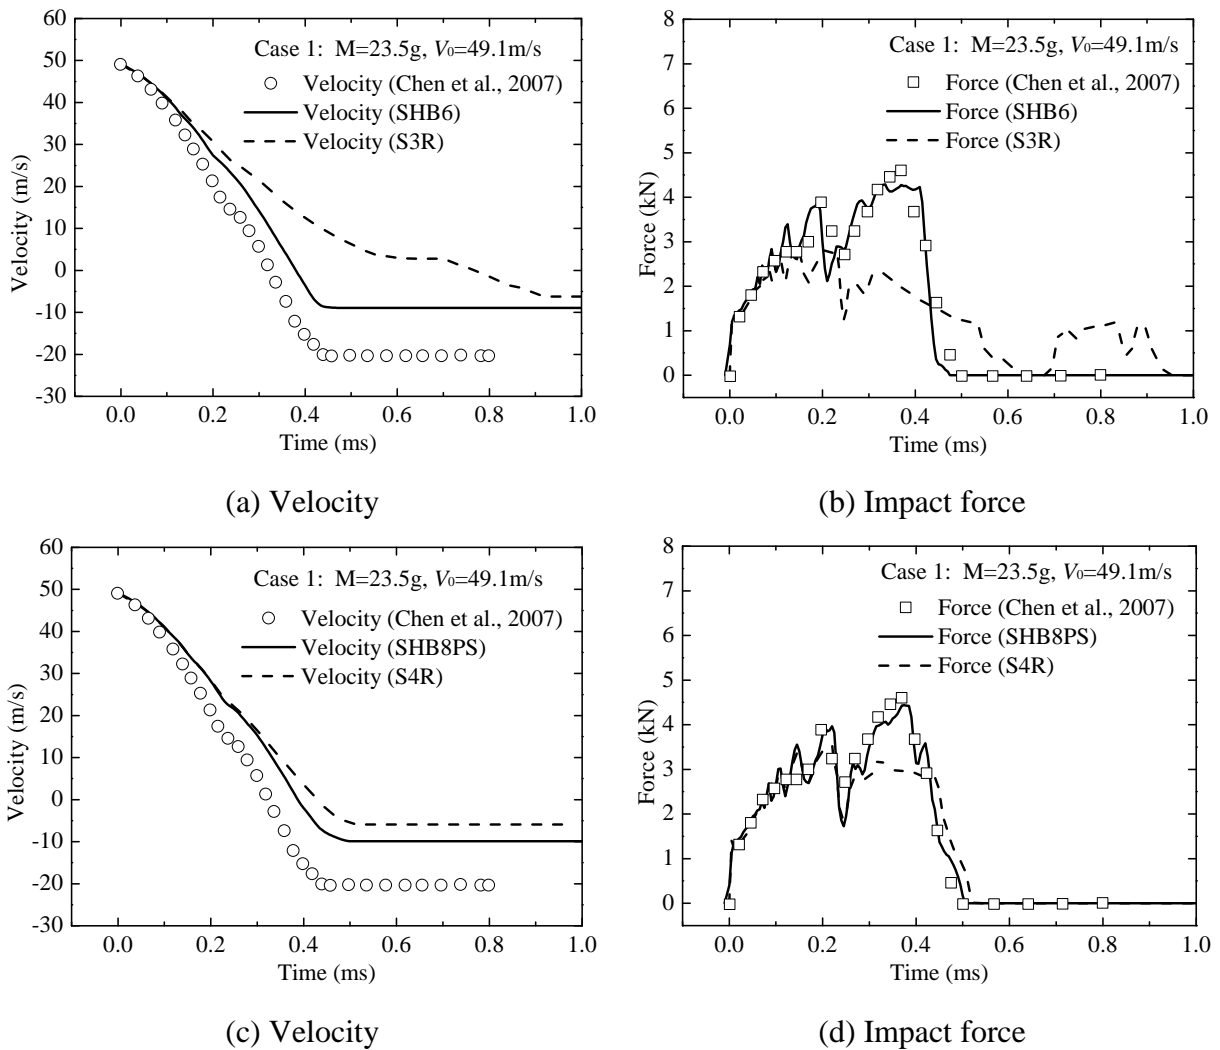 60
50
40
30
20
10
0
-10
-20
-30
Velocity (m/s)
Case 1: M=23.5g, V0=49.1m/s
Velocity (Chen et al., 2007)
Velocity (SHB6)
Velocity (S3R)
0.0 0.2 0.4 0.6 0.8 1.0
Time (ms)
(a) Velocity
8
7
6
5
4
3
2
1
0
Force (kN)
Case 1: M=23.5g, V0=49.1m/s
Force (Chen et al., 2007)
Force (SHB6)
Force (S3R)
0.0 0.2 0.4 0.6 0.8 1.0
Time (ms)
(b) Impact force
60
50
40
30
20
10
0
-10
-20
-30
Velocity (m/s)
Case 1: M=23.5g, V0=49.1m/s
Velocity (Chen et al., 2007)
Velocity (SHB8PS)
Velocity (S4R)
0.0 0.2 0.4 0.6 0.8 1.0
Time (ms)
(c) Velocity
8
7
6
5
4
3
2
1
0
Force (kN)
Case 1: M=23.5g, V0=49.1m/s
Force (Chen et al., 2007)
Force (SHB8PS)
Force (S4R)
0.0 0.2 0.4 0.6 0.8 1.0
Time (ms)
(d) Impact force